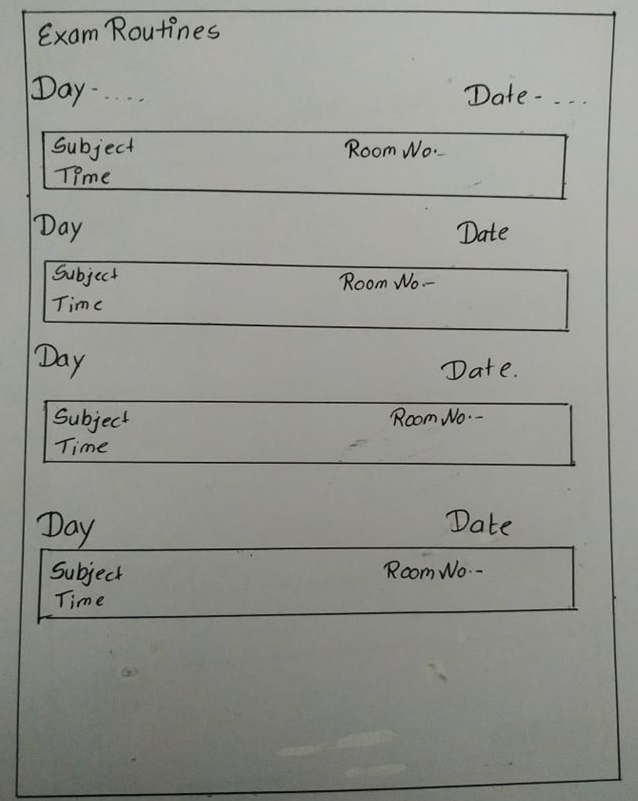 Exam Routines
Day - .... Date - ...
Subject Room No.-
Time
Day Date
Subject Room No.-
Time
Day Date.
Subject Room No.-
Time
Day Date
Subject Room No.-
Time